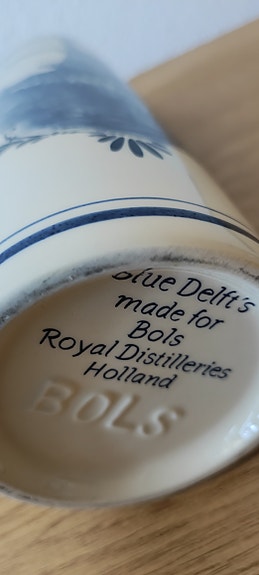 Blue Delft's
made for
Bols
Royal Distilleries
Holland
BOLS